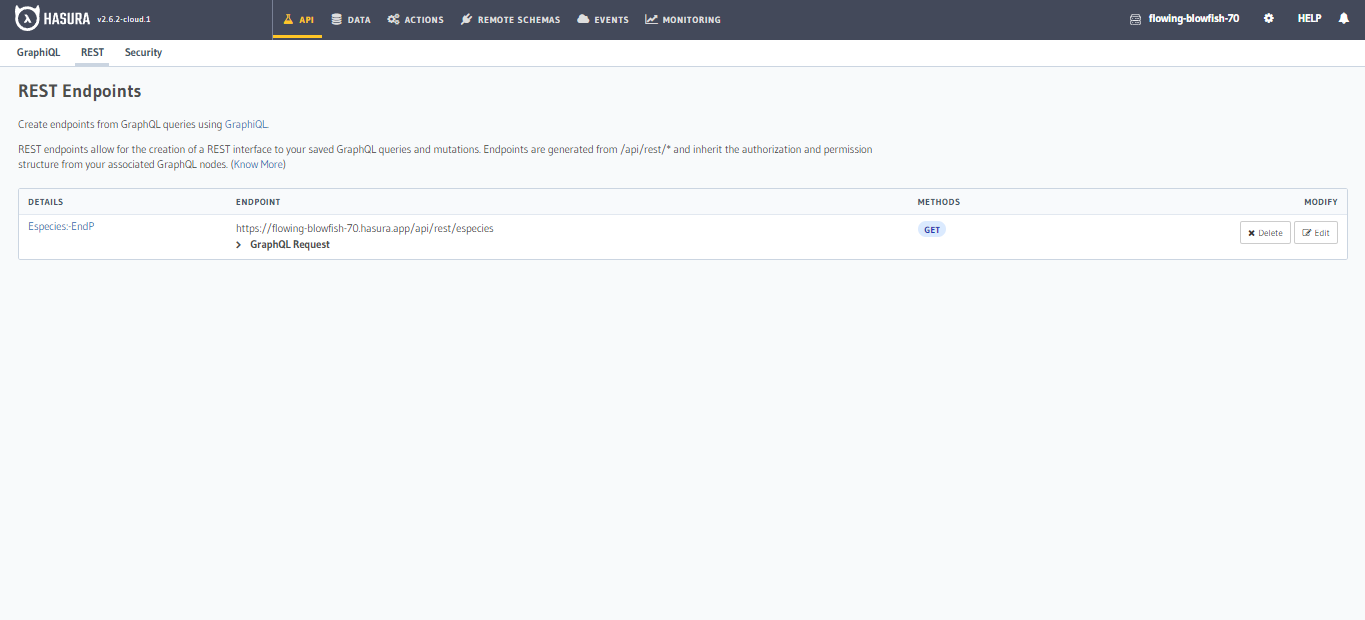 HASURA v2.6.2-cloud.1 API DATA ACTIONS REMOTE SCHEMAS EVENTS MONITORING flowing-blowfish-70 HELP
GraphiQL REST Security
REST Endpoints
Create endpoints from GraphQL queries using GraphiQL.
REST endpoints allow for the creation of a REST interface to your saved GraphQL queries and mutations. Endpoints are generated from /api/rest/* and inherit the authorization and permission
structure from your associated GraphQL nodes. (Know More)
DETAILS ENDPOINT METHODS MODIFY
Especies:-EndP https://flowing-blowfish-70.hasura.app/api/rest/especies GET Delete Edit
GraphQL Request